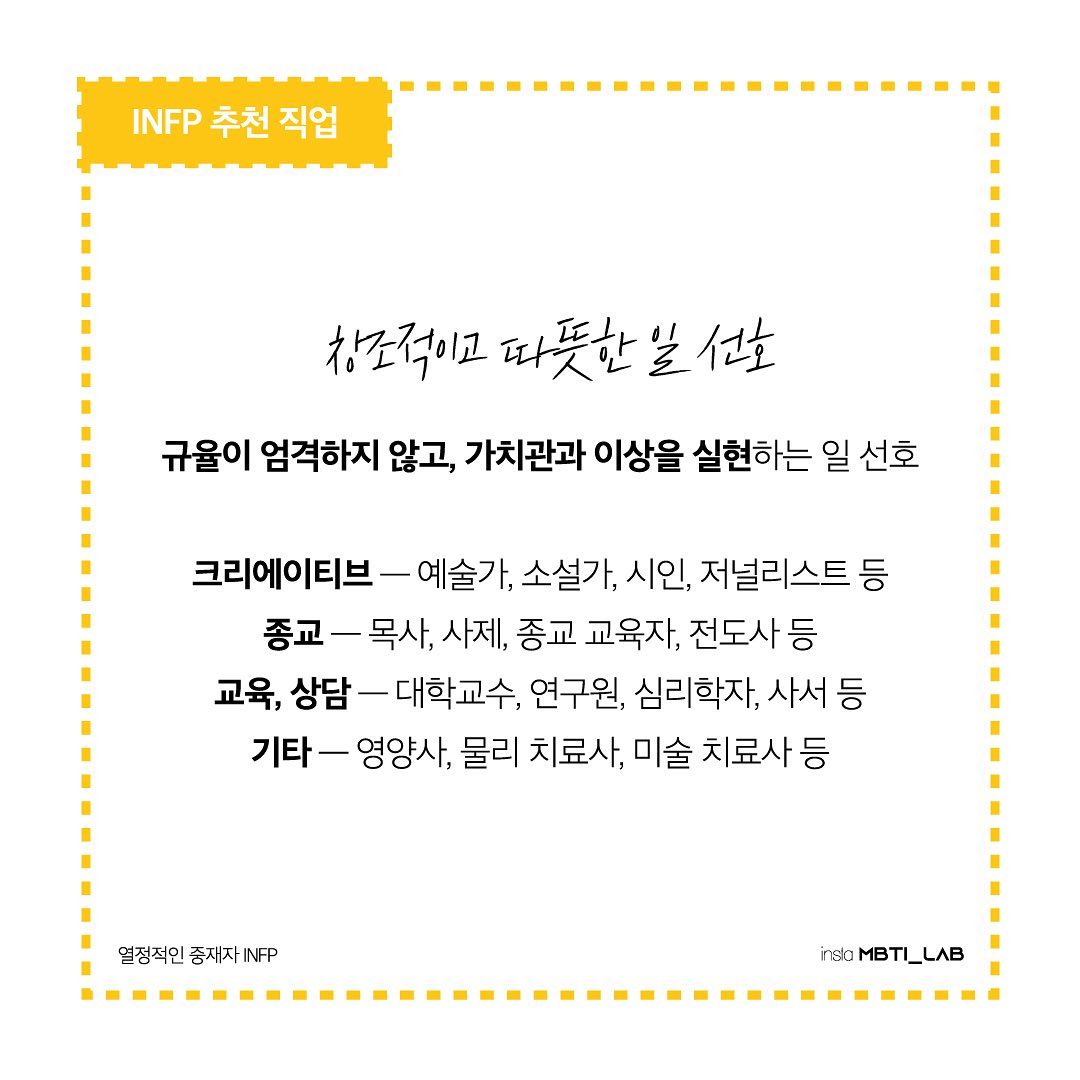 INFP 추천 직업
창조적이고 따뜻한 일 선호
규율이 엄격하지 않고, 가치관과 이상을 실현하는 일 선호
크리에이티브 — 예술가, 소설가, 시인, 저널리스트 등
종교 — 목사, 사제, 종교 교육자, 전도사 등
교육, 상담 — 대학교수, 연구원, 심리학자, 사서 등
기타 — 영양사, 물리 치료사, 미술 치료사 등
열정적인 중재자 INFP
insta MBTI_LAB